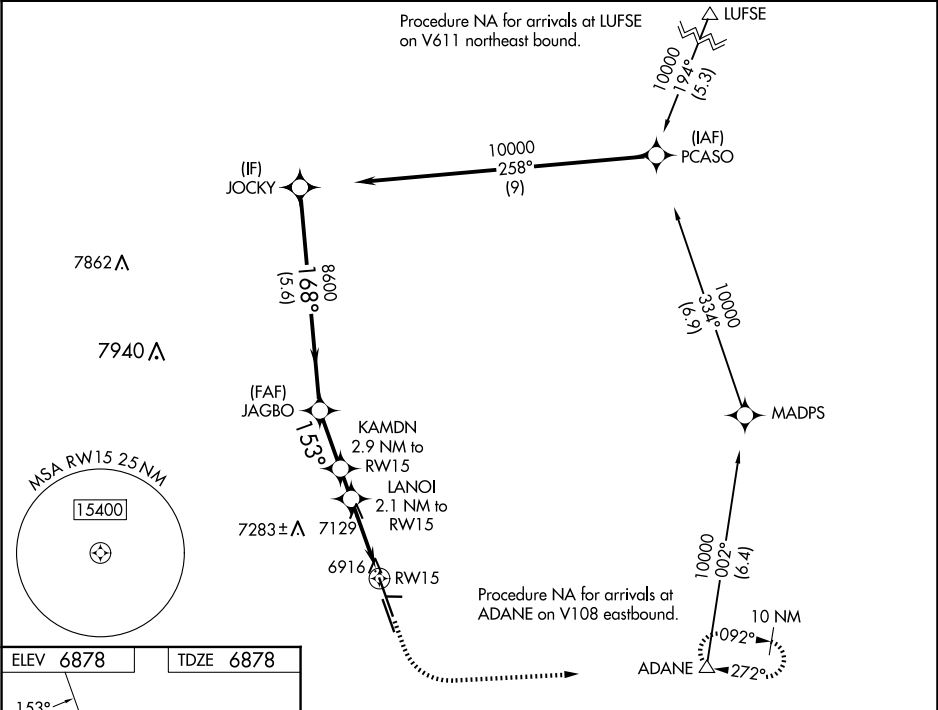 Procedure NA for arrivals at LUFSE
on V611 northeast bound.
LUFSE
10000
194°
(5.3)
(IAF)
PCASO
10000
258°
(9)
(IF)
JOCKY
7862
8600
168°
(5.6)
10000
334°
(6.9)
7940
(FAF)
JAGBO
MADPS
153°
KAMDN
2.9 NM to
RW15
LANOI
2.1 NM to
RW15
MSA RW15 25 NM
15400
7283±
7129
6916
RW15
10000
002°
(6.4)
Procedure NA for arrivals at
ADANE on V108 eastbound.
10 NM
092°
272°
ADANE
ELEV 6878
TDZE 6878
153°